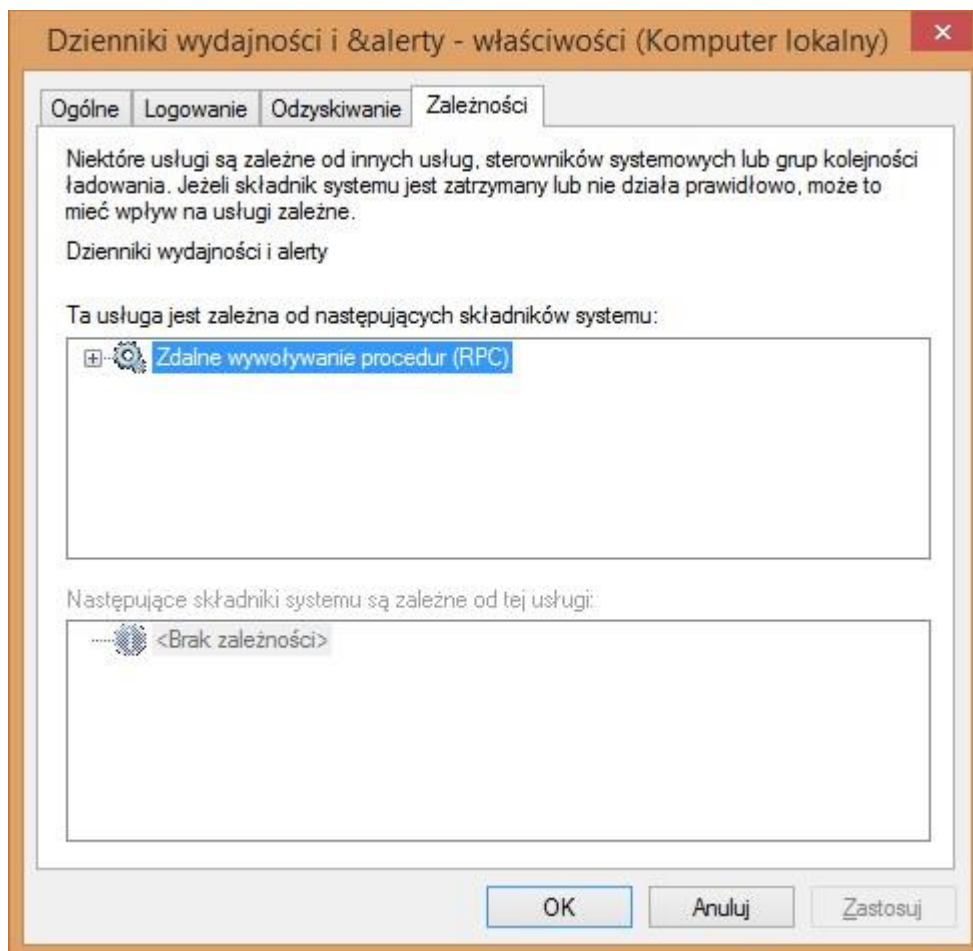 Dzienniki wydajności i &alerty - właściwości (Komputer lokalny)
Ogólne Logowanie Odzyskiwanie Zależności
Niektóre usługi są zależne od innych usług, sterowników systemowych lub grup kolejności
ładowania. Jeżeli składnik systemu jest zatrzymany lub nie działa prawidłowo, może to
mieć wpływ na usługi zależne.
Dzienniki wydajności i alerty
Ta usługa jest zależna od następujących składników systemu:
Zdalne wywoływanie procedur (RPC)
Następujące składniki systemu są zależne od tej usługi:
<Brak zależności>
OK Anuluj Zastosuj